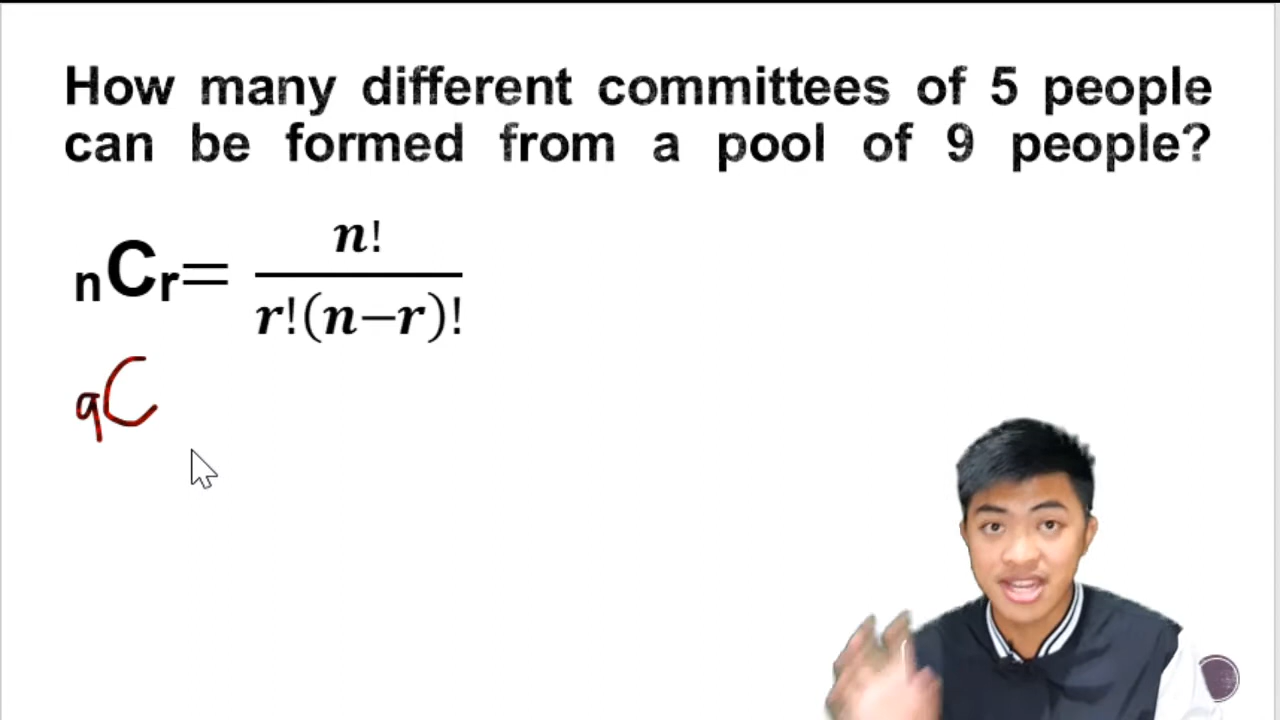 How many different committees of 5 people
can be formed from a pool of 9 people?
nCr= n!
r!(n−r)!
9C